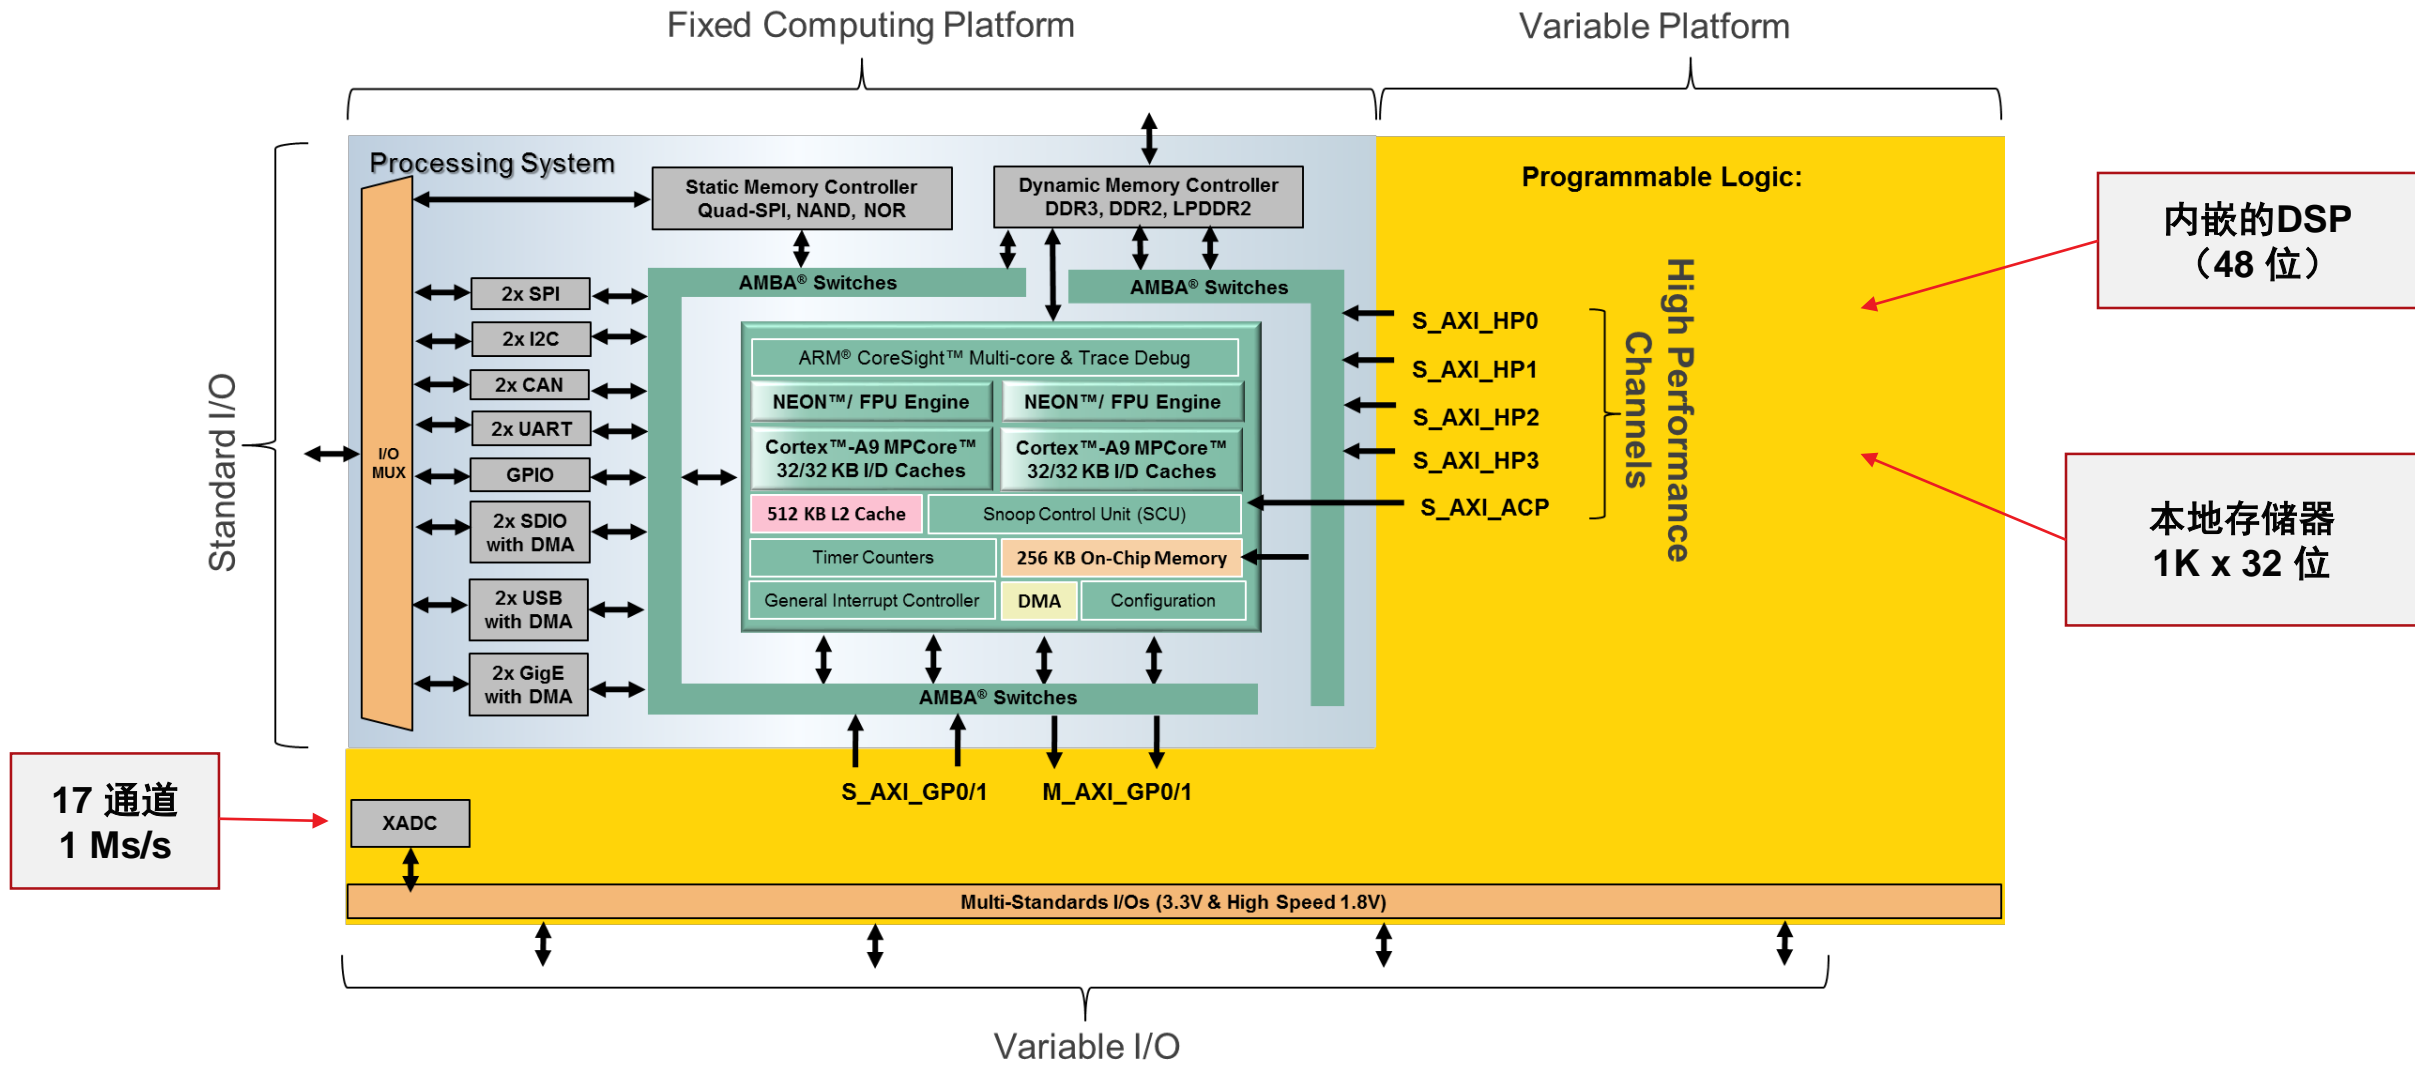 Fixed Computing Platform
Variable Platform
Standard I/O
Processing System
Static Memory Controller
Quad-SPI, NAND, NOR
Dynamic Memory Controller
DDR3, DDR2, LPDDR2
Programmable Logic:
内嵌的DSP
（48 位）
AMBA® Switches
AMBA® Switches
I/O
MUX
2x SPI
2x I2C
2x CAN
2x UART
GPIO
2x SDIO
with DMA
2x USB
with DMA
2x GigE
with DMA
ARM® CoreSight™ Multi-core & Trace Debug
NEON™/ FPU Engine
NEON™/ FPU Engine
Cortex™-A9 MPCore™
32/32 KB I/D Caches
Cortex™-A9 MPCore™
32/32 KB I/D Caches
512 KB L2 Cache
Snoop Control Unit (SCU)
Timer Counters
256 KB On-Chip Memory
General Interrupt Controller
DMA
Configuration
AMBA® Switches
S_AXI_HP0
S_AXI_HP1
S_AXI_HP2
S_AXI_HP3
S_AXI_ACP
High Performance
Channels
本地存储器
1K x 32 位
S_AXI_GP0/1
M_AXI_GP0/1
17 通道
1 Ms/s
XADC
Multi-Standards I/Os (3.3V & High Speed 1.8V)
Variable I/O